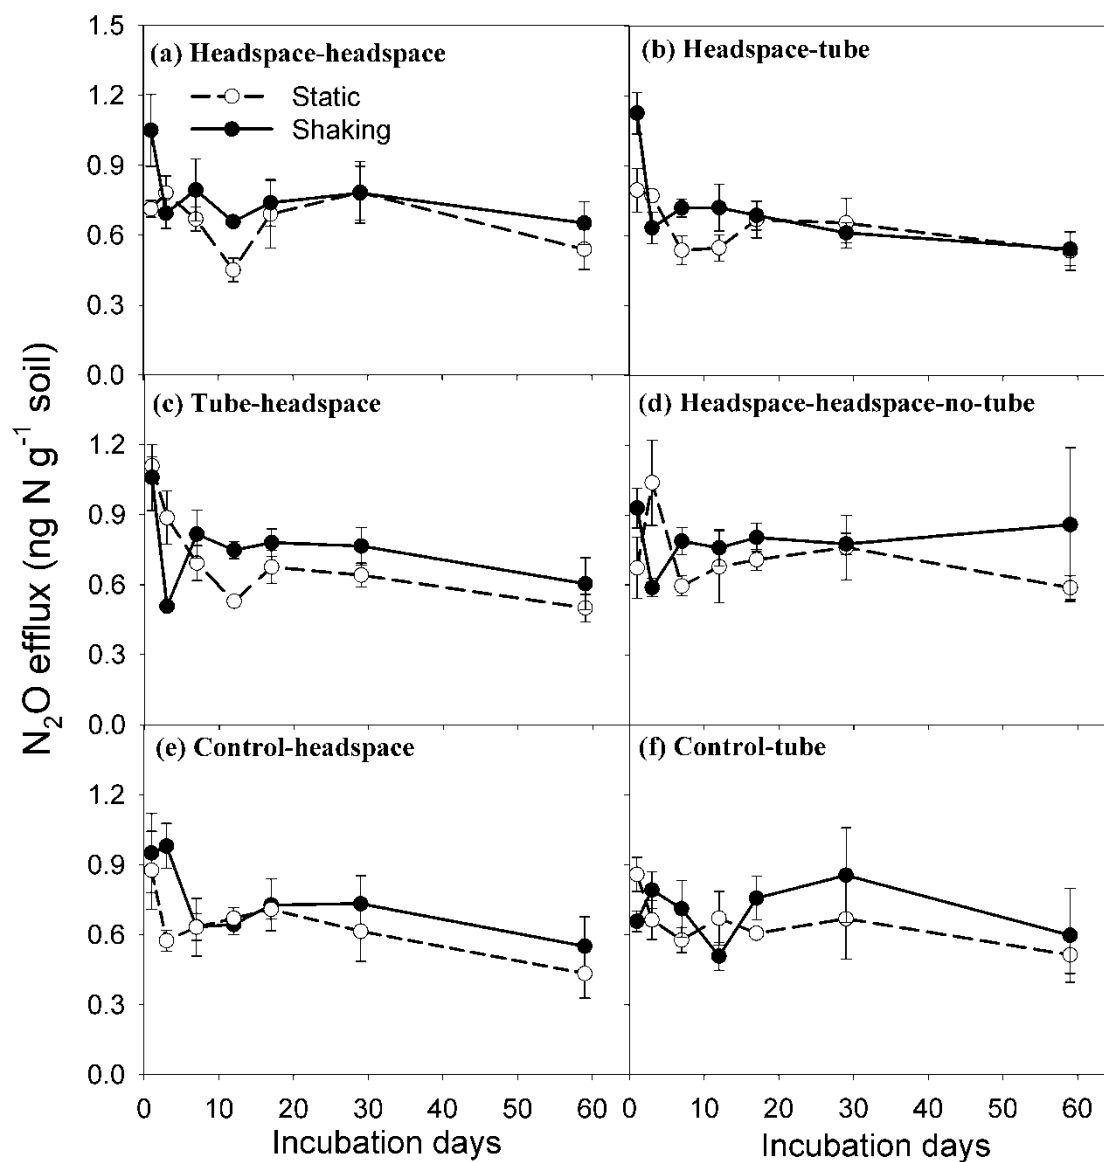 N₂O efflux (ng N g⁻¹ soil)
1.5
1.2
0.9
0.6
0.3
0.0
(a) Headspace-headspace
Static
Shaking
(b) Headspace-tube
1.2
0.9
0.6
0.3
0.0
(c) Tube-headspace
(d) Headspace-headspace-no-tube
1.2
0.9
0.6
0.3
0.0
(e) Control-headspace
(f) Control-tube
0 10 20 30 40 50 60
0 10 20 30 40 50 60
Incubation days
Incubation days